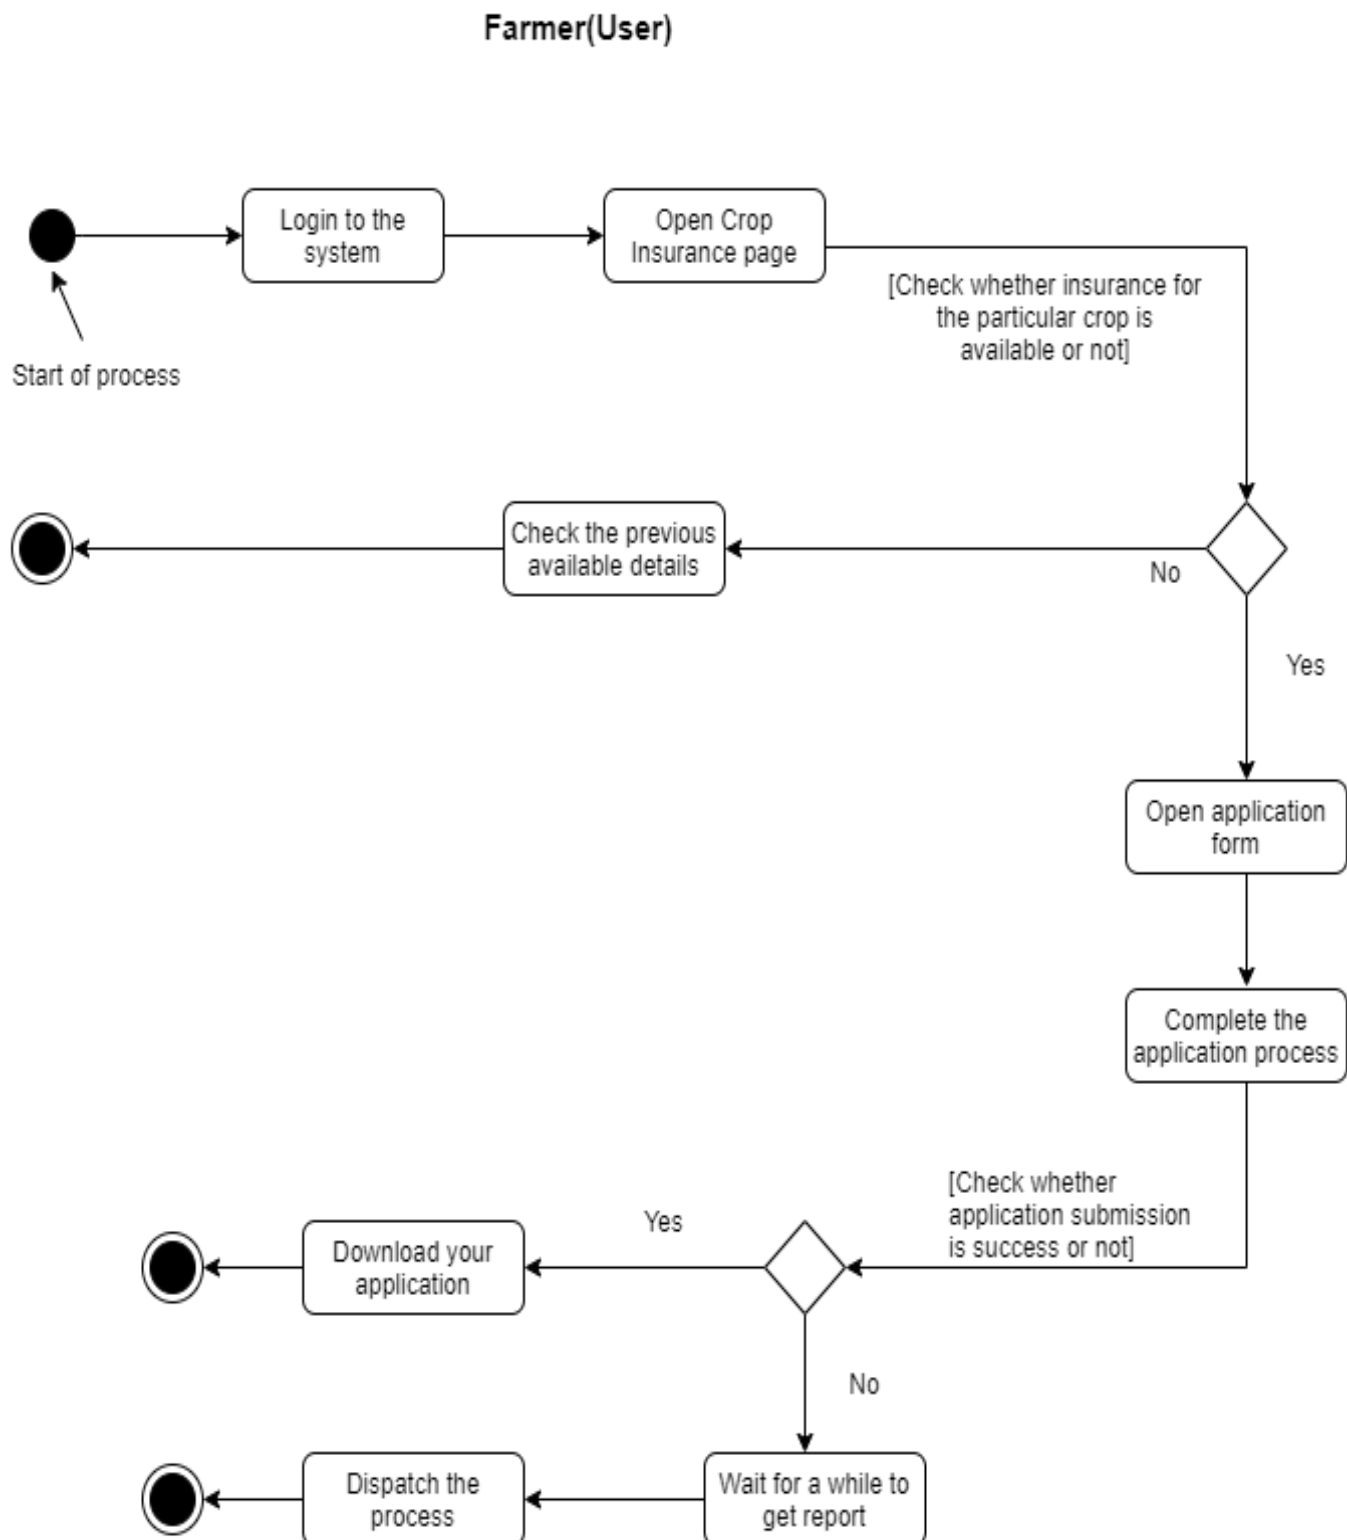 Farmer(User)
Login to the
system
Open Crop
Insurance page
[Check whether insurance for
the particular crop is
available or not]
Start of process
Check the previous
available details
No
Yes
Open application
form
Complete the
application process
[Check whether
application submission
is success or not]
Yes
Download your
application
No
Dispatch the
process
Wait for a while to
get report